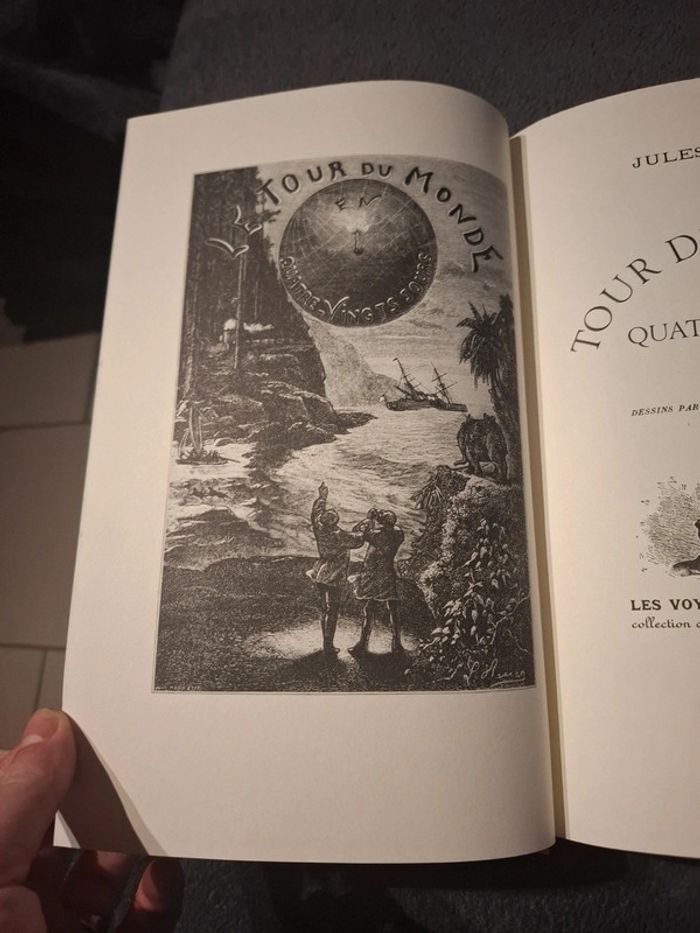 LE TOUR DU MONDE
EN
QUATRE-VINGTS JOURS
JULES
TOUR D
QUAT
DESSINS PAR
LES VOY
collection